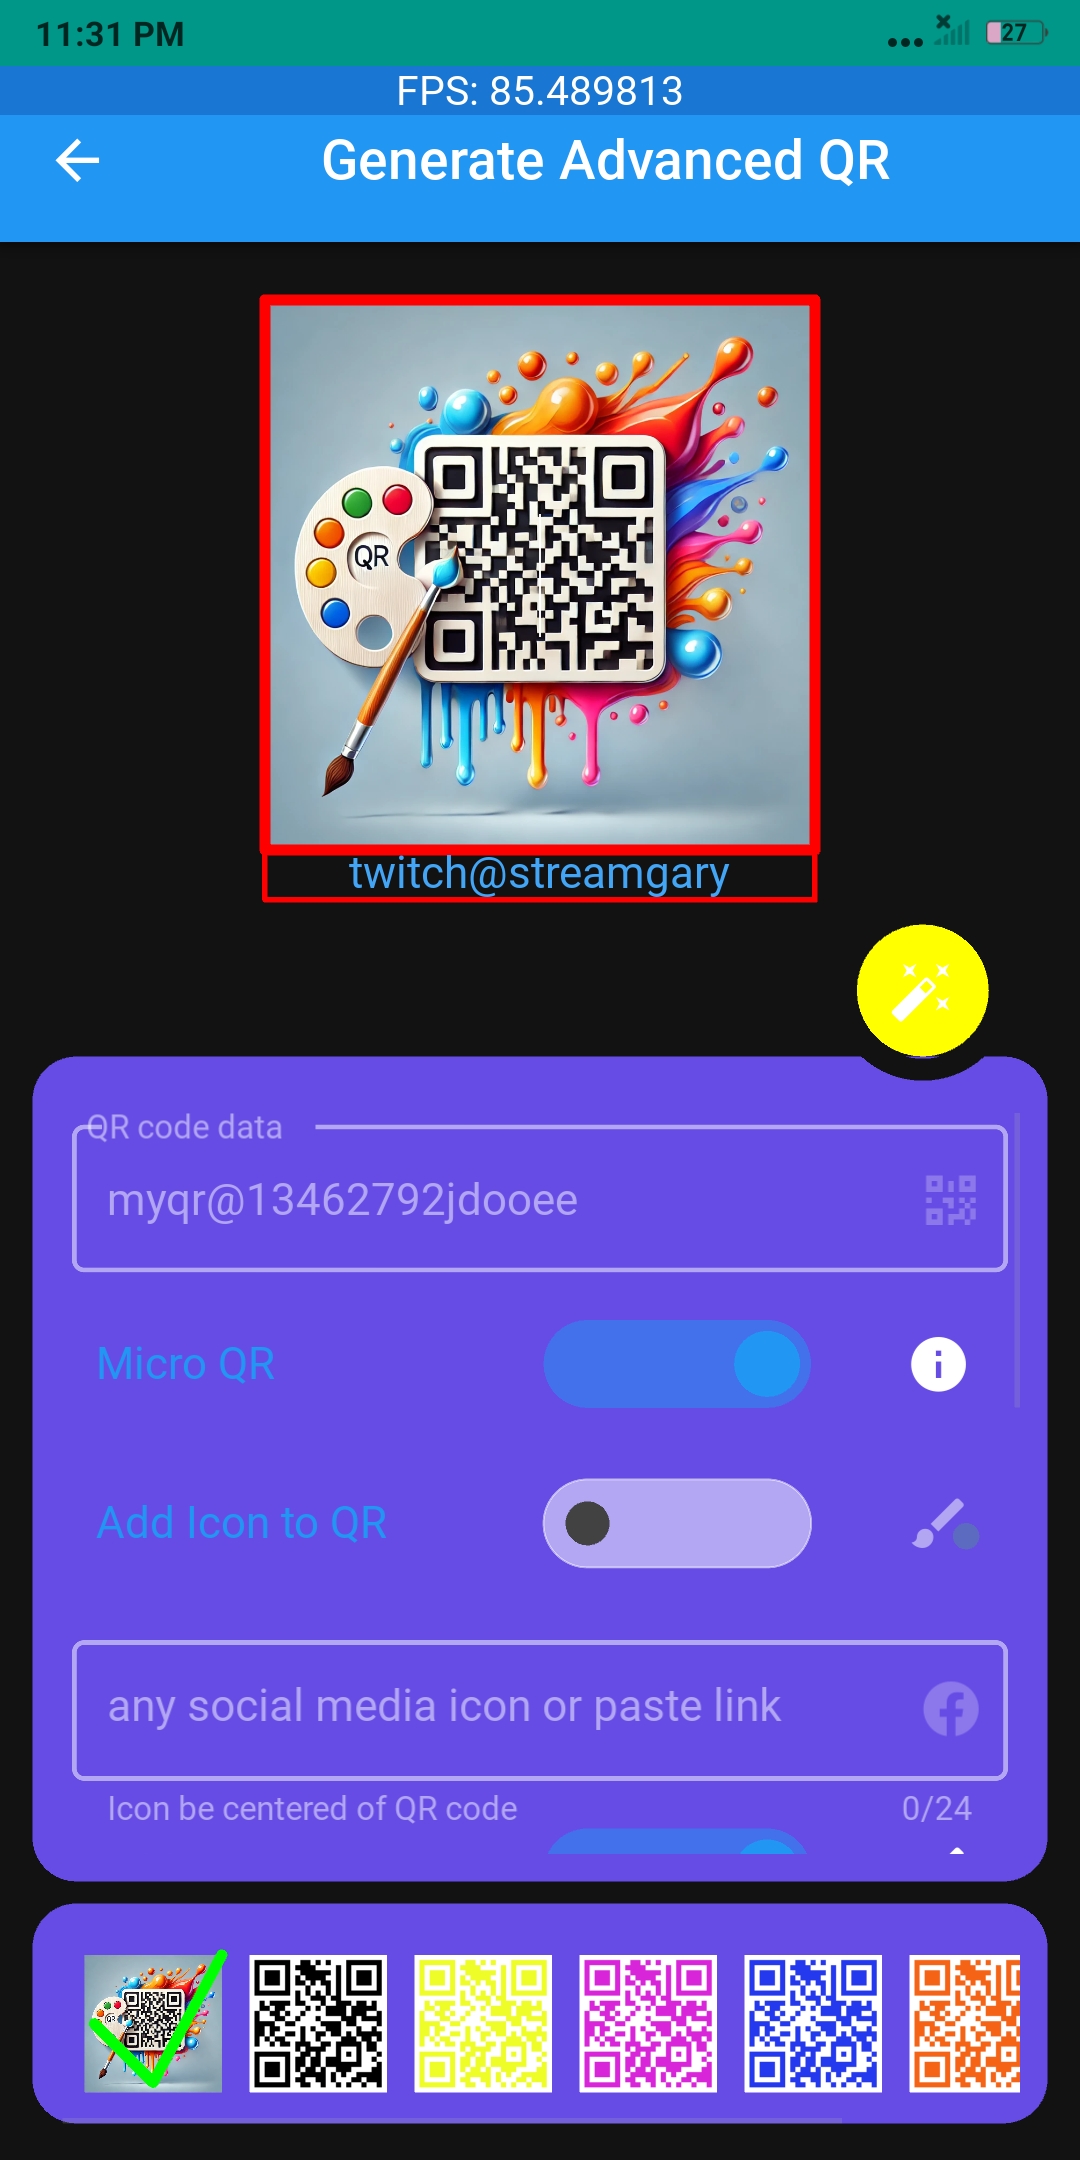 11:31 PM
27
FPS: 85.489813
Generate Advanced QR
QR
twitch@streamgary
QR code data
myqr@13462792jdooee
Micro QR
Add Icon to QR
any social media icon or paste link
Icon be centered of QR code
0/24